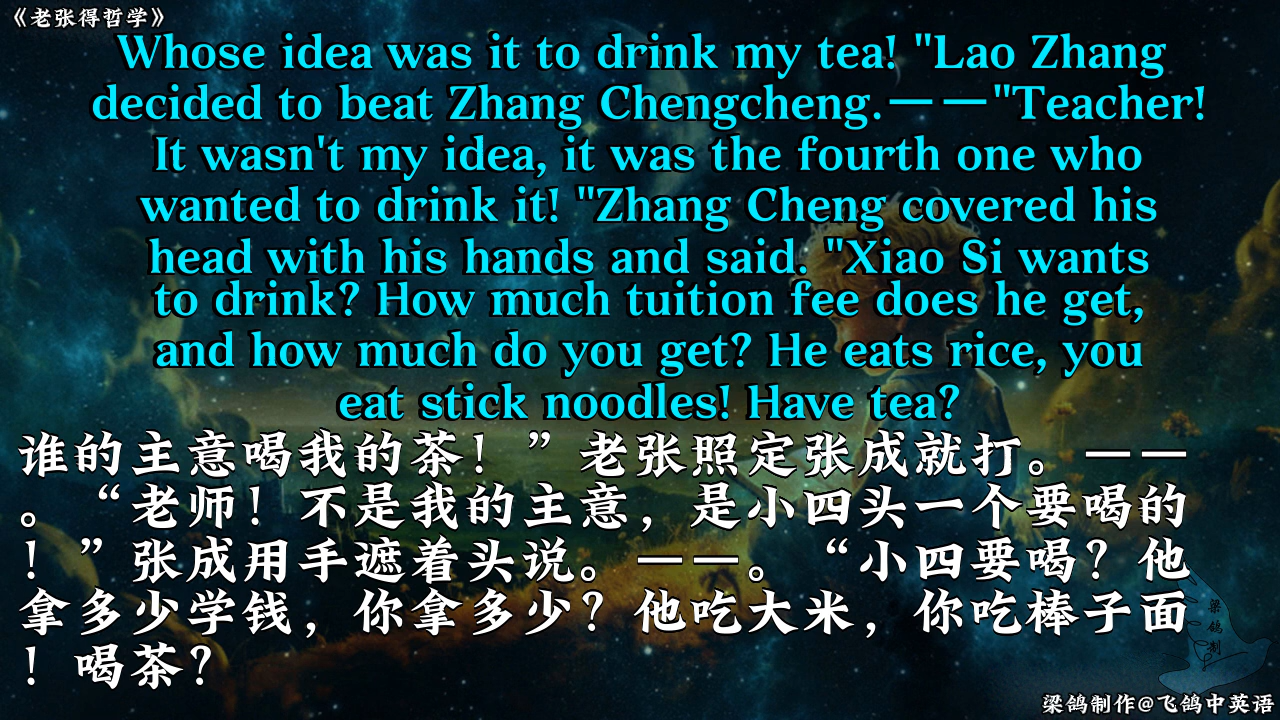 《老张得哲学》
Whose idea was it to drink my tea! "Lao Zhang
decided to beat Zhang Chengcheng.——"Teacher!
It wasn't my idea, it was the fourth one who
wanted to drink it! "Zhang Cheng covered his
head with his hands and said. "Xiao Si wants
to drink? How much tuition fee does he get,
and how much do you get? He eats rice, you
eat stick noodles! Have tea?
谁的主意喝我的茶！”老张照定张成就打。——
。“老师！不是我的主意，是小四头一个要喝的
！”张成用手遮着头说。——。“小四要喝？他
拿多少学钱，你拿多少？他吃大米，你吃棒子面
！喝茶？
梁鸽制
梁鸽制作@飞鸽中英语